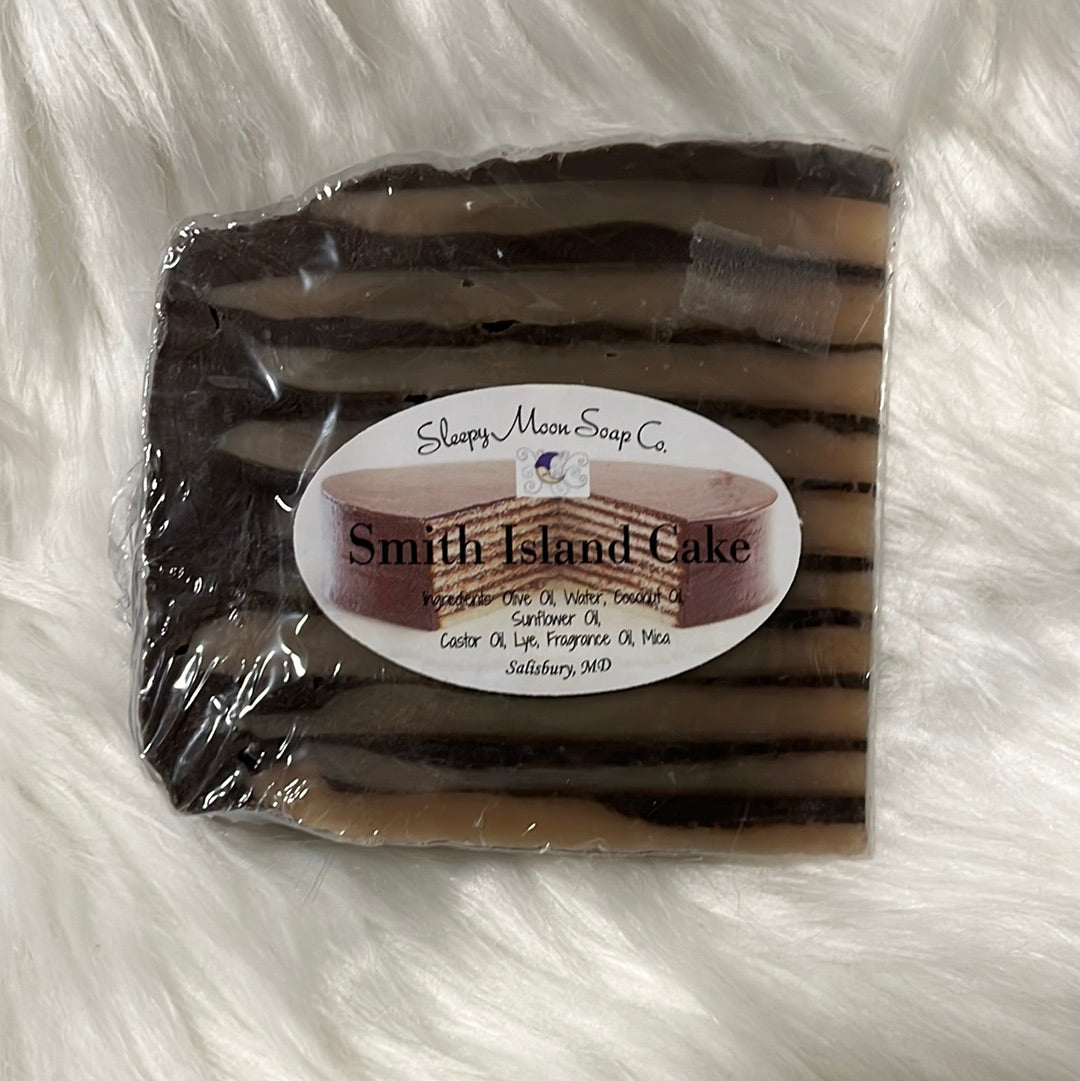 Sleepy Moon Soap Co.
Smith Island Cake
Ingredients: Olive Oil, Water, Coconut Oil,
Sunflower Oil,
Castor Oil, Lye, Fragrance Oil, Mica
Salisbury, MD